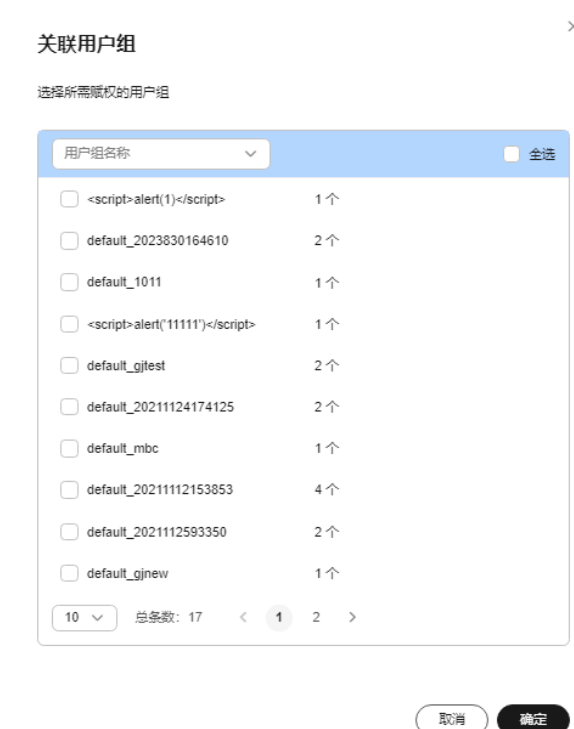 关联用户组
选择所需赋权的用户组
用户组名称 全选
<script>alert(1)</script> 1 个
default_2023830164610 2 个
default_1011 1 个
<script>alert('11111')</script> 1 个
default_gjtest 2 个
default_20211124174125 2 个
default_mbc 1 个
default_20211112153853 4 个
default_2021112593350 2 个
default_gjnew 1 个
10 总条数: 17 < 1 2 >
取消 确定